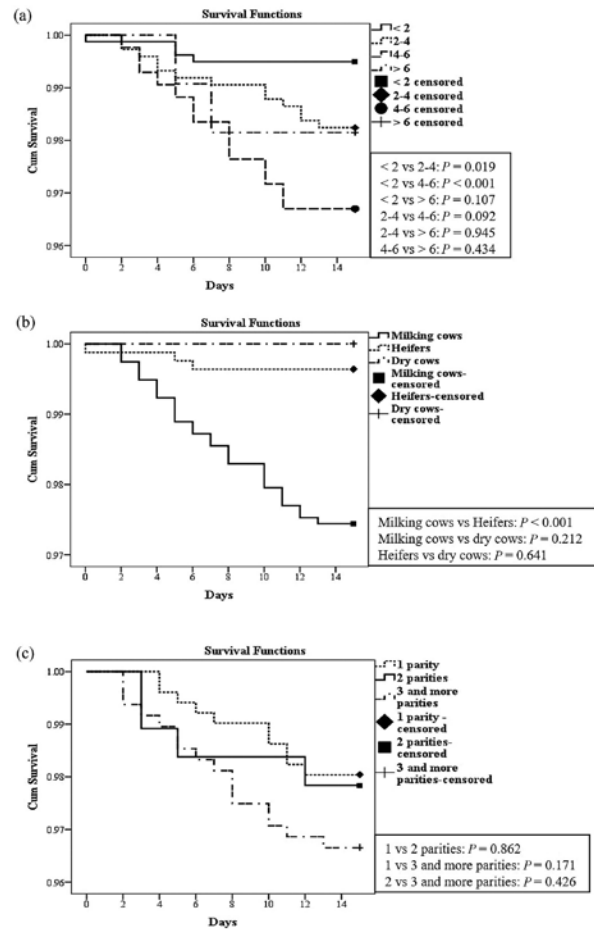 (a)
Survival Functions
Cum Survival
1.00
0.99
0.98
0.97
0.96
0 2 4 6 8 10 12 14
Days
< 2
2-4
4-6
> 6
< 2 censored
2-4 censored
4-6 censored
> 6 censored
< 2 vs 2-4: P = 0.019
< 2 vs 4-6: P < 0.001
< 2 vs > 6: P = 0.107
2-4 vs 4-6: P = 0.092
2-4 vs > 6: P = 0.945
4-6 vs > 6: P = 0.434
(b)
Survival Functions
Cum Survival
1.00
0.99
0.98
0.97
0 2 4 6 8 10 12 14
Days
Milking cows
Heifers
Dry cows
Milking cows-
censored
Heifers-censored
Dry cows-
censored
Milking cows vs Heifers: P < 0.001
Milking cows vs dry cows: P = 0.212
Heifers vs dry cows: P = 0.641
(c)
Survival Functions
Cum Survival
1.00
0.99
0.98
0.97
0.96
0 2 4 6 8 10 12 14
Days
1 parity
2 parities
3 and more
parities
1 parity -
censored
2 parities-
censored
3 and more
parities-censored
1 vs 2 parities: P = 0.862
1 vs 3 and more parities: P = 0.171
2 vs 3 and more parities: P = 0.426